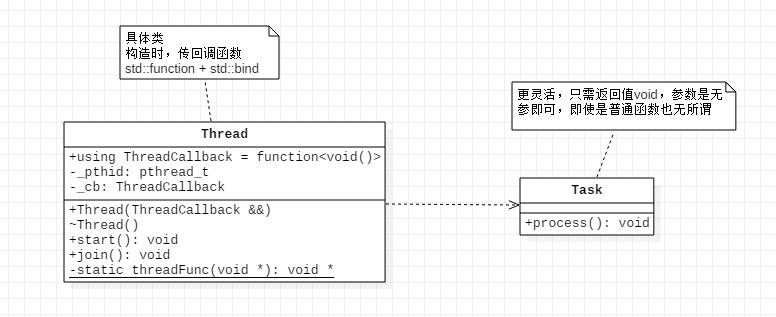 具体类
构造时，传回调函数
std::function + std::bind
更灵活，只需返回值void，参数是无
参即可，即使是普通函数也无所谓
Thread
+using ThreadCallback = function<void()>
-_pthid: pthread_t
-_cb: ThreadCallback
+Thread(ThreadCallback &&)
~Thread()
+start(): void
+join(): void
-static threadFunc(void *): void *
Task
+process(): void